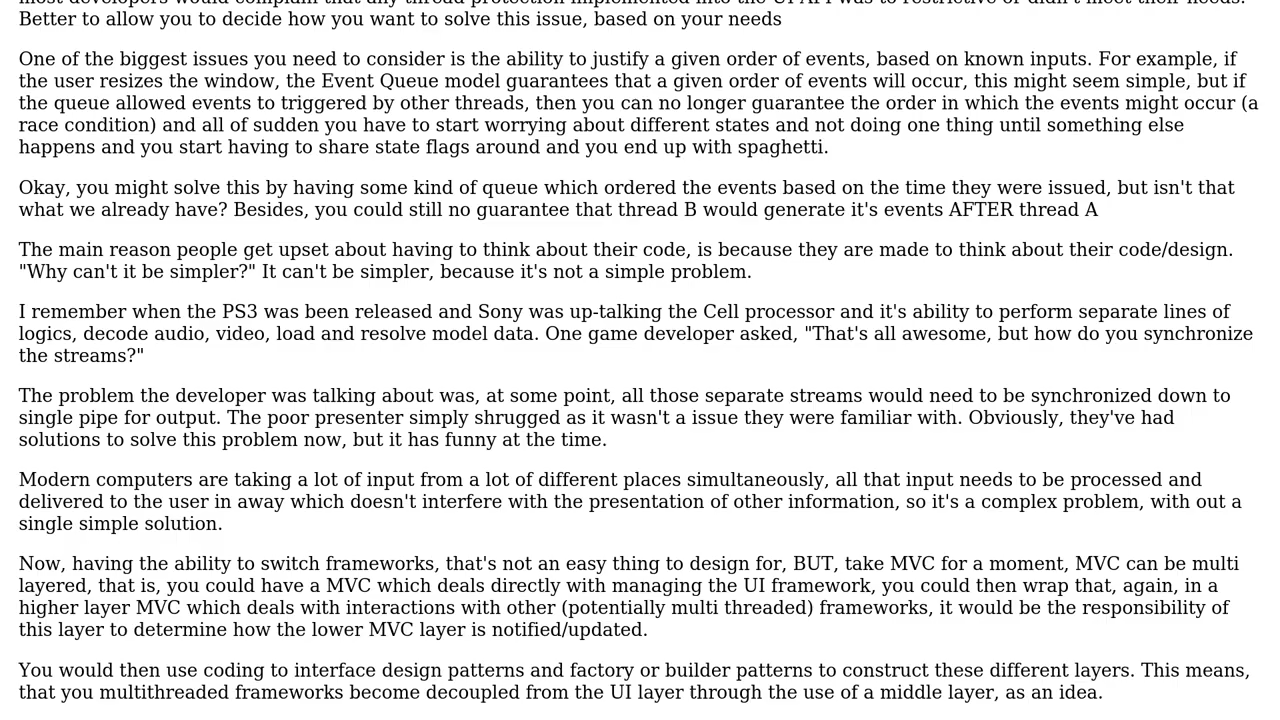 most developers would complain that any thread protection implemented into the UI API was to restrictive or didn't meet their needs.
Better to allow you to decide how you want to solve this issue, based on your needs
One of the biggest issues you need to consider is the ability to justify a given order of events, based on known inputs. For example, if
the user resizes the window, the Event Queue model guarantees that a given order of events will occur, this might seem simple, but if
the queue allowed events to triggered by other threads, then you can no longer guarantee the order in which the events might occur (a
race condition) and all of sudden you have to start worrying about different states and not doing one thing until something else
happens and you start having to share state flags around and you end up with spaghetti.
Okay, you might solve this by having some kind of queue which ordered the events based on the time they were issued, but isn't that
what we already have? Besides, you could still no guarantee that thread B would generate it's events AFTER thread A
The main reason people get upset about having to think about their code, is because they are made to think about their code/design.
"Why can't it be simpler?" It can't be simpler, because it's not a simple problem.
I remember when the PS3 was been released and Sony was up-talking the Cell processor and it's ability to perform separate lines of
logics, decode audio, video, load and resolve model data. One game developer asked, "That's all awesome, but how do you synchronize
the streams?"
The problem the developer was talking about was, at some point, all those separate streams would need to be synchronized down to
single pipe for output. The poor presenter simply shrugged as it wasn't a issue they were familiar with. Obviously, they've had
solutions to solve this problem now, but it has funny at the time.
Modern computers are taking a lot of input from a lot of different places simultaneously, all that input needs to be processed and
delivered to the user in away which doesn't interfere with the presentation of other information, so it's a complex problem, with out a
single simple solution.
Now, having the ability to switch frameworks, that's not an easy thing to design for, BUT, take MVC for a moment, MVC can be multi
layered, that is, you could have a MVC which deals directly with managing the UI framework, you could then wrap that, again, in a
higher layer MVC which deals with interactions with other (potentially multi threaded) frameworks, it would be the responsibility of
this layer to determine how the lower MVC layer is notified/updated.
You would then use coding to interface design patterns and factory or builder patterns to construct these different layers. This means,
that you multithreaded frameworks become decoupled from the UI layer through the use of a middle layer, as an idea.